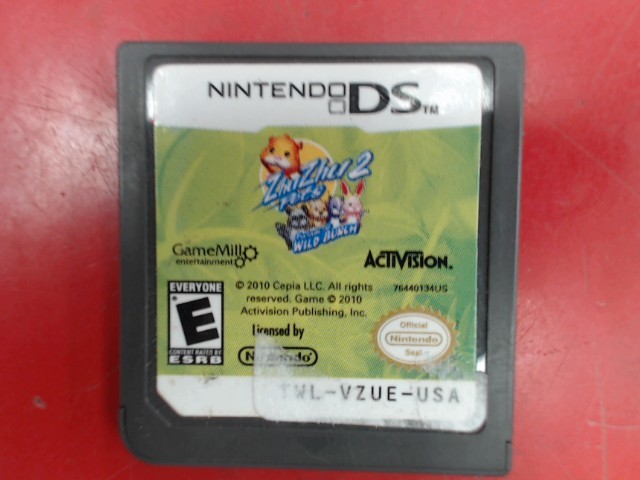 NINTENDO DS™
ZhuZhu 2
PETS
WILD BUNCH
GameMill
entertainment
ACTIVISION.
EVERYONE
E
CONTENT RATED BY
ESRB
© 2010 Cepia LLC. All rights
reserved. Game © 2010
Activision Publishing, Inc.
76440134US
Licensed by
Nintendo
Official
Nintendo
Seal
TWL-VZUE-USA